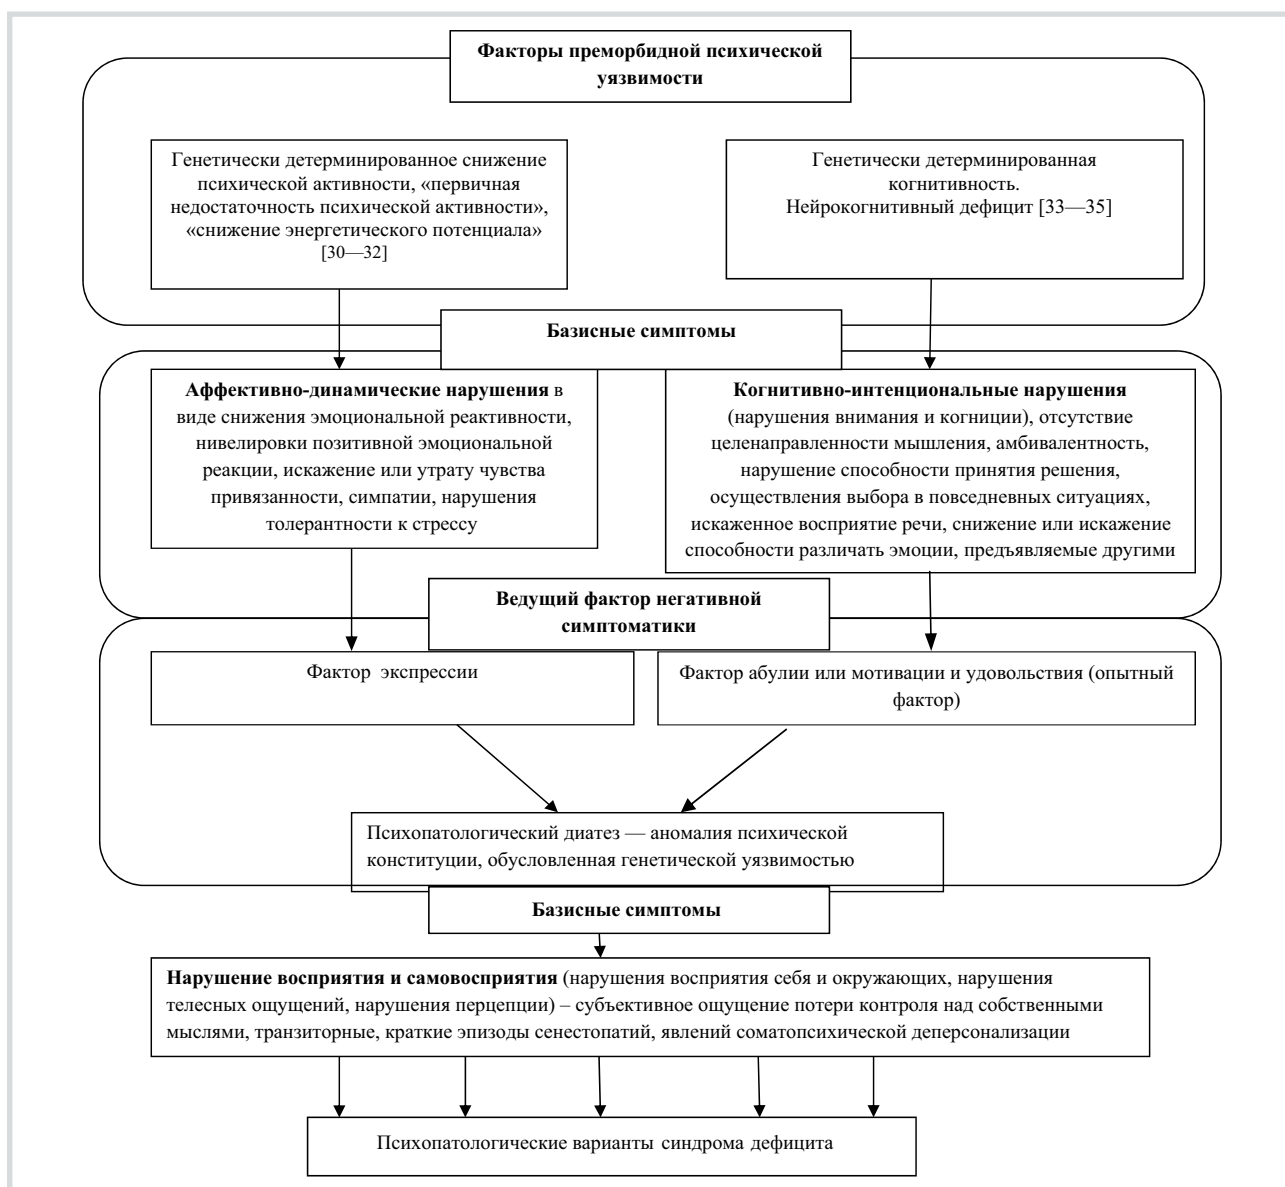 Факторы преморбидной психической
уязвимости
Генетически детерминированное снижение
психической активности, «первичная
недостаточность психической активности»,
«снижение энергетического потенциала»
[30—32]
Генетически детерминированная
когнитивность.
Нейрокогнитивный дефицит [33—35]
Базисные симптомы
Аффективно-динамические нарушения в
виде снижения эмоциональной реактивности,
нивелировки позитивной эмоциональной
реакции, искажение или утрату чувства
привязанности, симпатии, нарушения
толерантности к стрессу
Когнитивно-интенциональные нарушения
(нарушения внимания и когниции), отсутствие
целенаправленности мышления, амбивалентность,
нарушение способности принятия решения,
осуществления выбора в повседневных ситуациях,
искаженное восприятие речи, снижение или искажение
способности различать эмоции, предъявляемые другими
Ведущий фактор негативной
симптоматики
Фактор экспрессии
Фактор абулии или мотивации и удовольствия (опытный
фактор)
Психопатологический диатез — аномалия психической
конституции, обусловленная генетической уязвимостью
Базисные симптомы
Нарушение восприятия и самовосприятия (нарушения восприятия себя и окружающих, нарушения
телесных ощущений, нарушения перцепции) – субъективное ощущение потери контроля над собственными
мыслями, транзиторные, краткие эпизоды сенестопатий, явлений соматопсихической деперсонализации
Психопатологические варианты синдрома дефицита